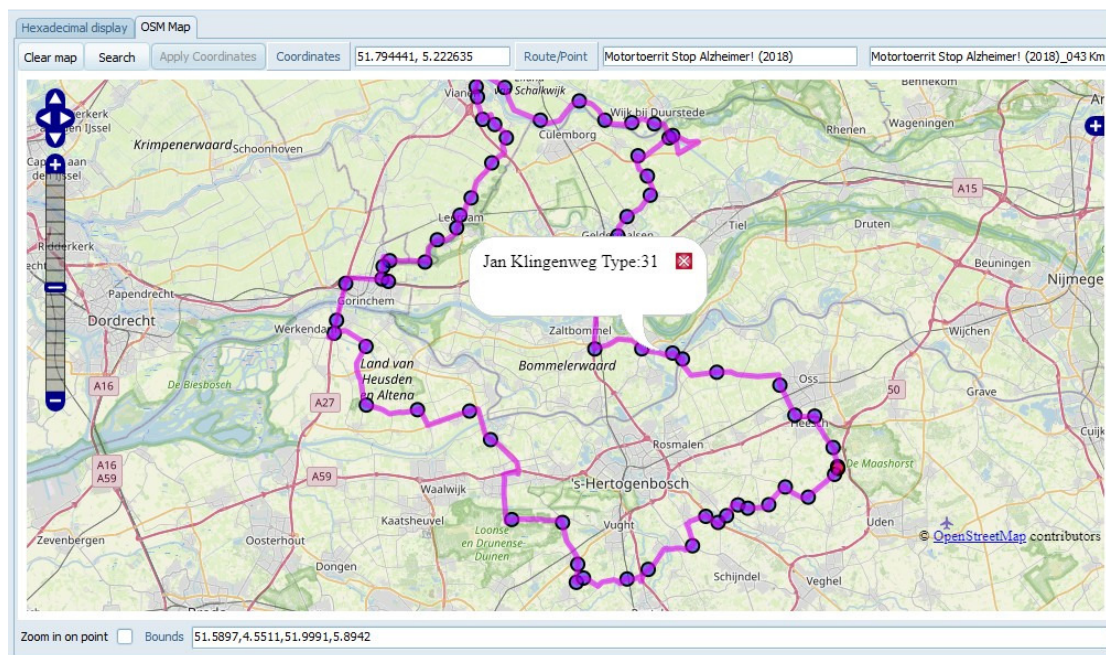 Hexadecimal display OSM Map
Clear map Search Apply Coordinates Coordinates 51.794441, 5.222635 Route/Point Motortoerrit Stop Alzheimer! (2018) Motortoerrit Stop Alzheimer! (2018)_043 Km
Schalkwijk
Wijk bij Duurstede
Culemborg
Rhenen
Wageningen
Krimpenerwaard
Schoonhoven
A15
Tiel
Druten
Beuningen
Jan Klingenweg Type:31
Gorinchem
Papendrecht
Dordrecht
Nijmege
Zaltbommel
Wijchen
Land van
Heusden
en Altena
Bommelerwaard
De Biesbosch
A16
A27
Oss
50
Grave
Cuijk
Heesch
Rosmalen
De Maashorst
A16
A59
A59
Waalwijk
's-Hertogenbosch
Kaatsheuvel
Loonse
en Drunense
Duinen
Vught
Uden
Zevenbergen
Oosterhout
© OpenStreetMap contributors
Dongen
Schijndel
Veghel
Zoom in on point Bounds 51.5897,4.5511,51.9991,5.8942